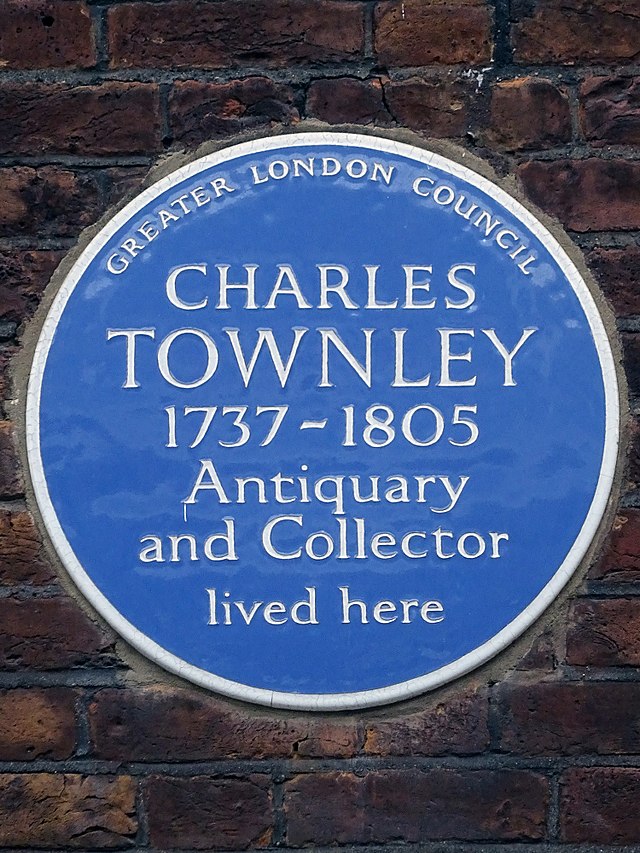 GREATER LONDON COUNCIL
CHARLES
TOWNLEY
1737-1805
Antiquary
and Collector
lived here